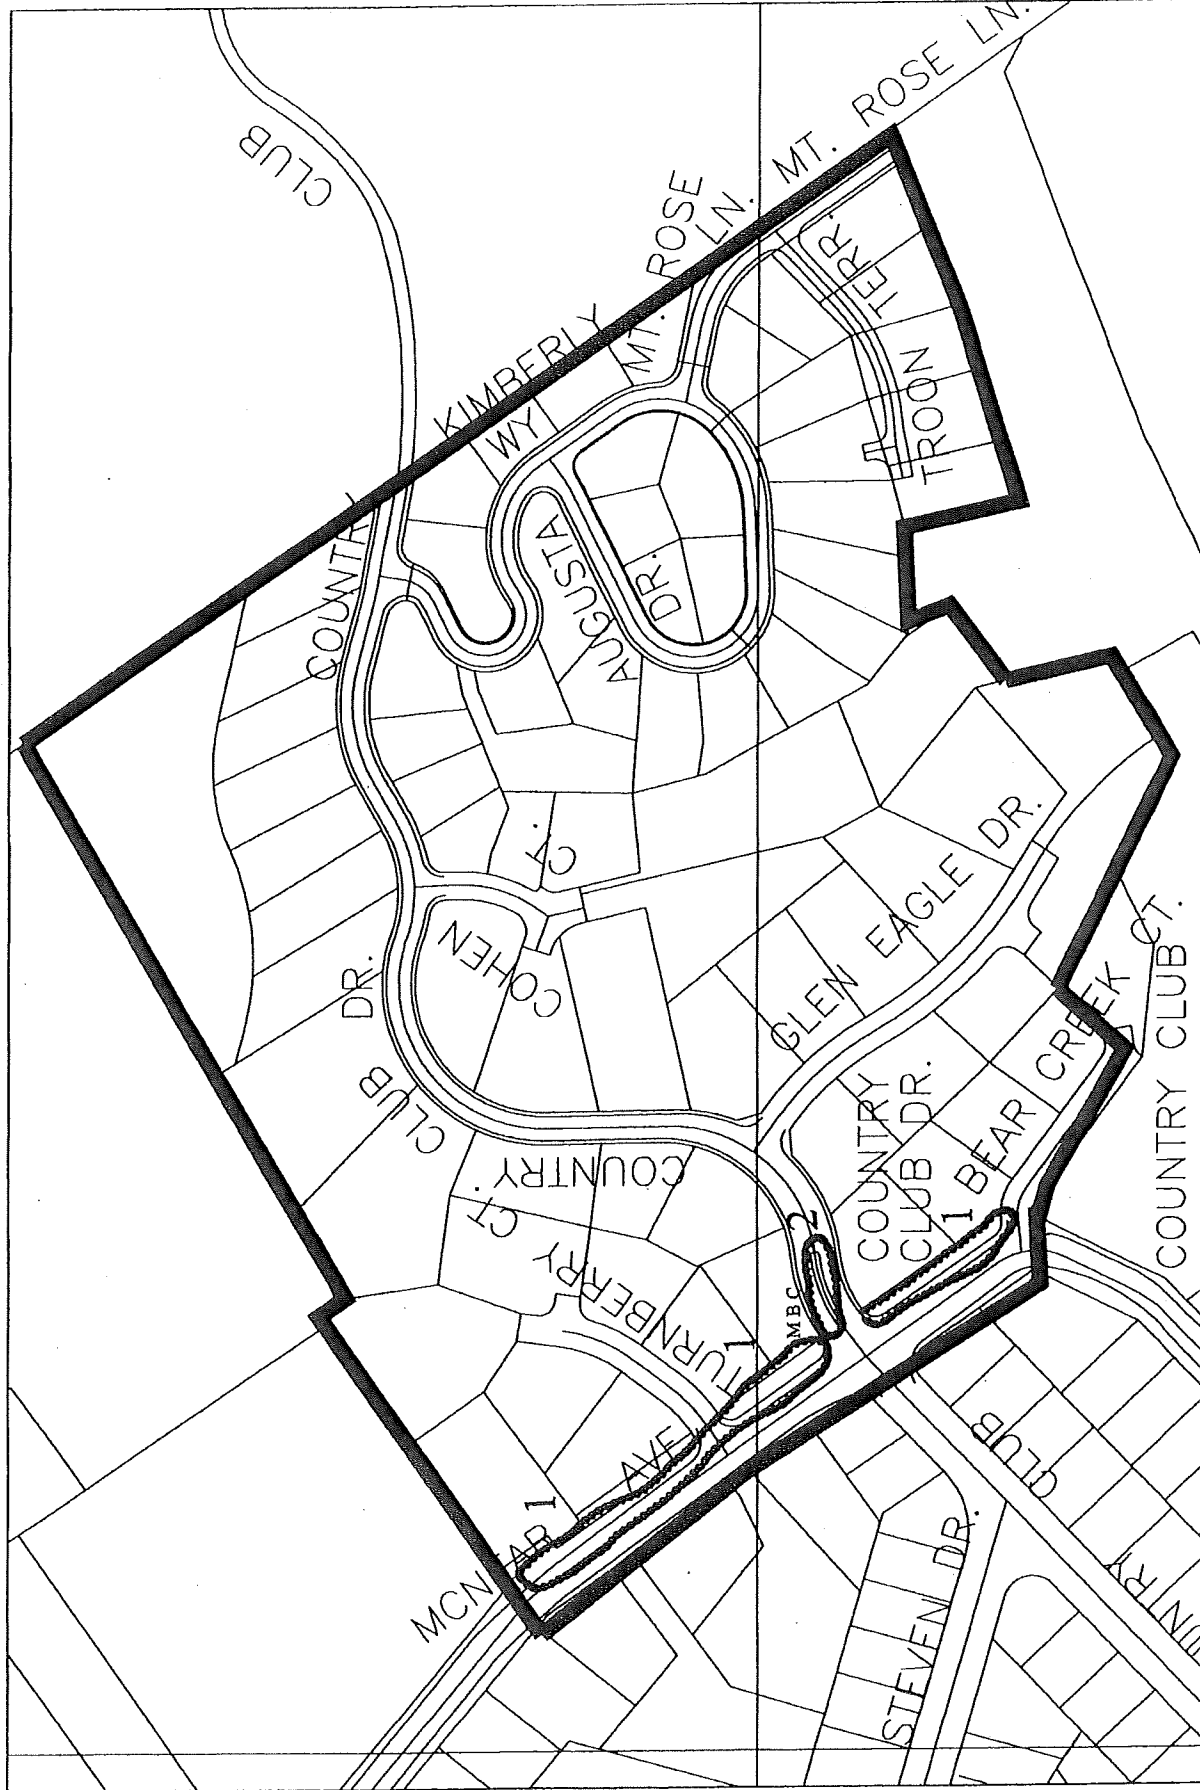 CLUB
MT. ROSE LN.
MT. ROSE
LN.
KIMBERLY
WY
TROON
TERR.
COUNTRY
CLUB
DR.
AUGUSTA
DR.
COHEN
CT.
COHEN
GLEN EAGLE DR.
COUNTRY
CLUB
TURNBERRY
CT.
COUNTRY
CLUB DR.
1 BEAR CREEK CT.
COUNTRY CLUB
2
MBC
1
1
AVE
STEVEN DR.
CLUB